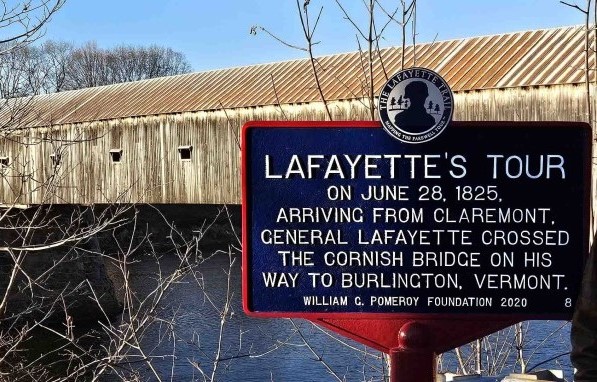 THE LAFAYETTE TRAIL
LAFAYETTE'S TOUR
ON JUNE 28, 1825,
ARRIVING FROM CLAREMONT,
GENERAL LAFAYETTE CROSSED
THE CORNISH BRIDGE ON HIS
WAY TO BURLINGTON, VERMONT.
WILLIAM G. POMEROY FOUNDATION 2020 8